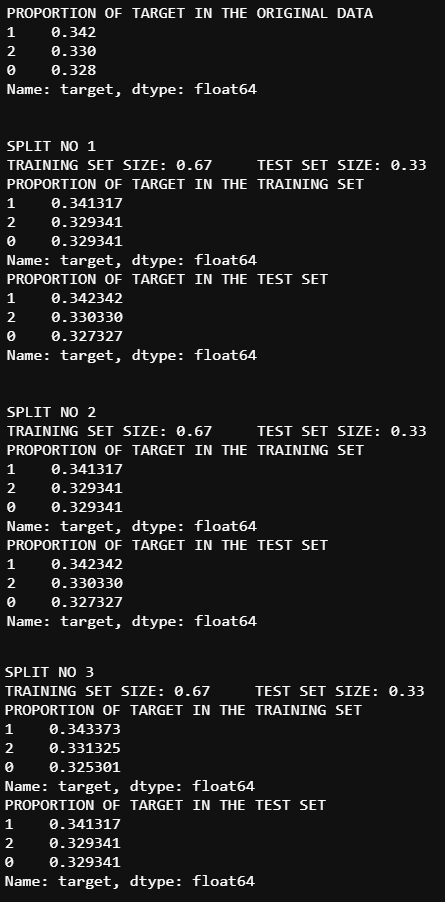 PROPORTION OF TARGET IN THE ORIGINAL DATA
1    0.342
2    0.330
0    0.328
Name: target, dtype: float64
SPLIT NO 1
TRAINING SET SIZE: 0.67     TEST SET SIZE: 0.33
PROPORTION OF TARGET IN THE TRAINING SET
1    0.341317
2    0.329341
0    0.329341
Name: target, dtype: float64
PROPORTION OF TARGET IN THE TEST SET
1    0.342342
2    0.330330
0    0.327327
Name: target, dtype: float64
SPLIT NO 2
TRAINING SET SIZE: 0.67     TEST SET SIZE: 0.33
PROPORTION OF TARGET IN THE TRAINING SET
1    0.341317
2    0.329341
0    0.329341
Name: target, dtype: float64
PROPORTION OF TARGET IN THE TEST SET
1    0.342342
2    0.330330
0    0.327327
Name: target, dtype: float64
SPLIT NO 3
TRAINING SET SIZE: 0.67     TEST SET SIZE: 0.33
PROPORTION OF TARGET IN THE TRAINING SET
1    0.343373
2    0.331325
0    0.325301
Name: target, dtype: float64
PROPORTION OF TARGET IN THE TEST SET
1    0.341317
2    0.329341
0    0.329341
Name: target, dtype: float64